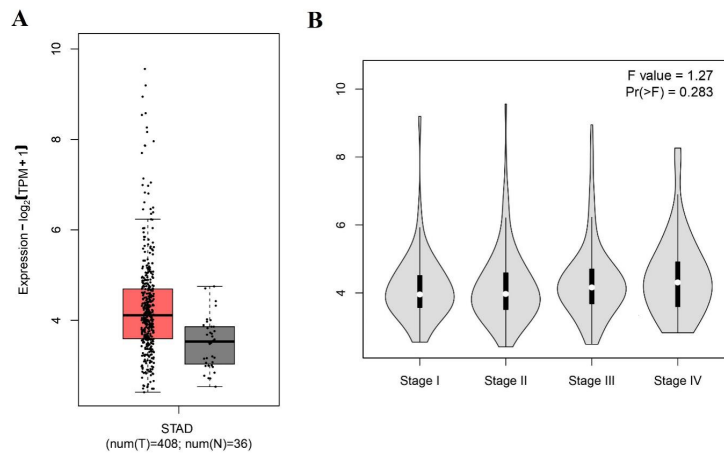 A
Expression – log2(TPM + 1)
10
8
6
4
STAD
(num(T)=408; num(N)=36)
B
F value = 1.27
Pr(>F) = 0.283
10
8
6
4
Stage I
Stage II
Stage III
Stage IV